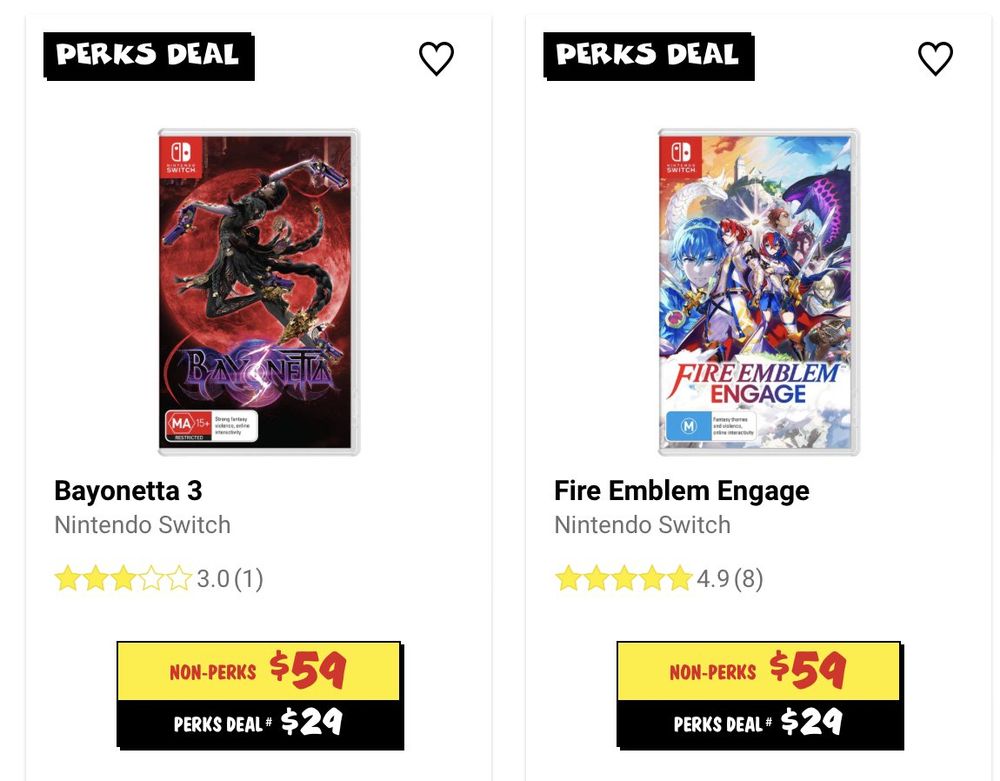 PERKS DEAL
NINTENDO
SWITCH
BAYONETTA
MA 15+
RESTRICTED
Strong fantasy
violence, online
interactivity
Bayonetta 3
Nintendo Switch
3.0 (1)
NON-PERKS $59
PERKS DEAL# $29
PERKS DEAL
NINTENDO
SWITCH
FIRE EMBLEM
ENGAGE
M
Fantasy themes
and violence,
online interactivity
Fire Emblem Engage
Nintendo Switch
4.9 (8)
NON-PERKS $59
PERKS DEAL# $29